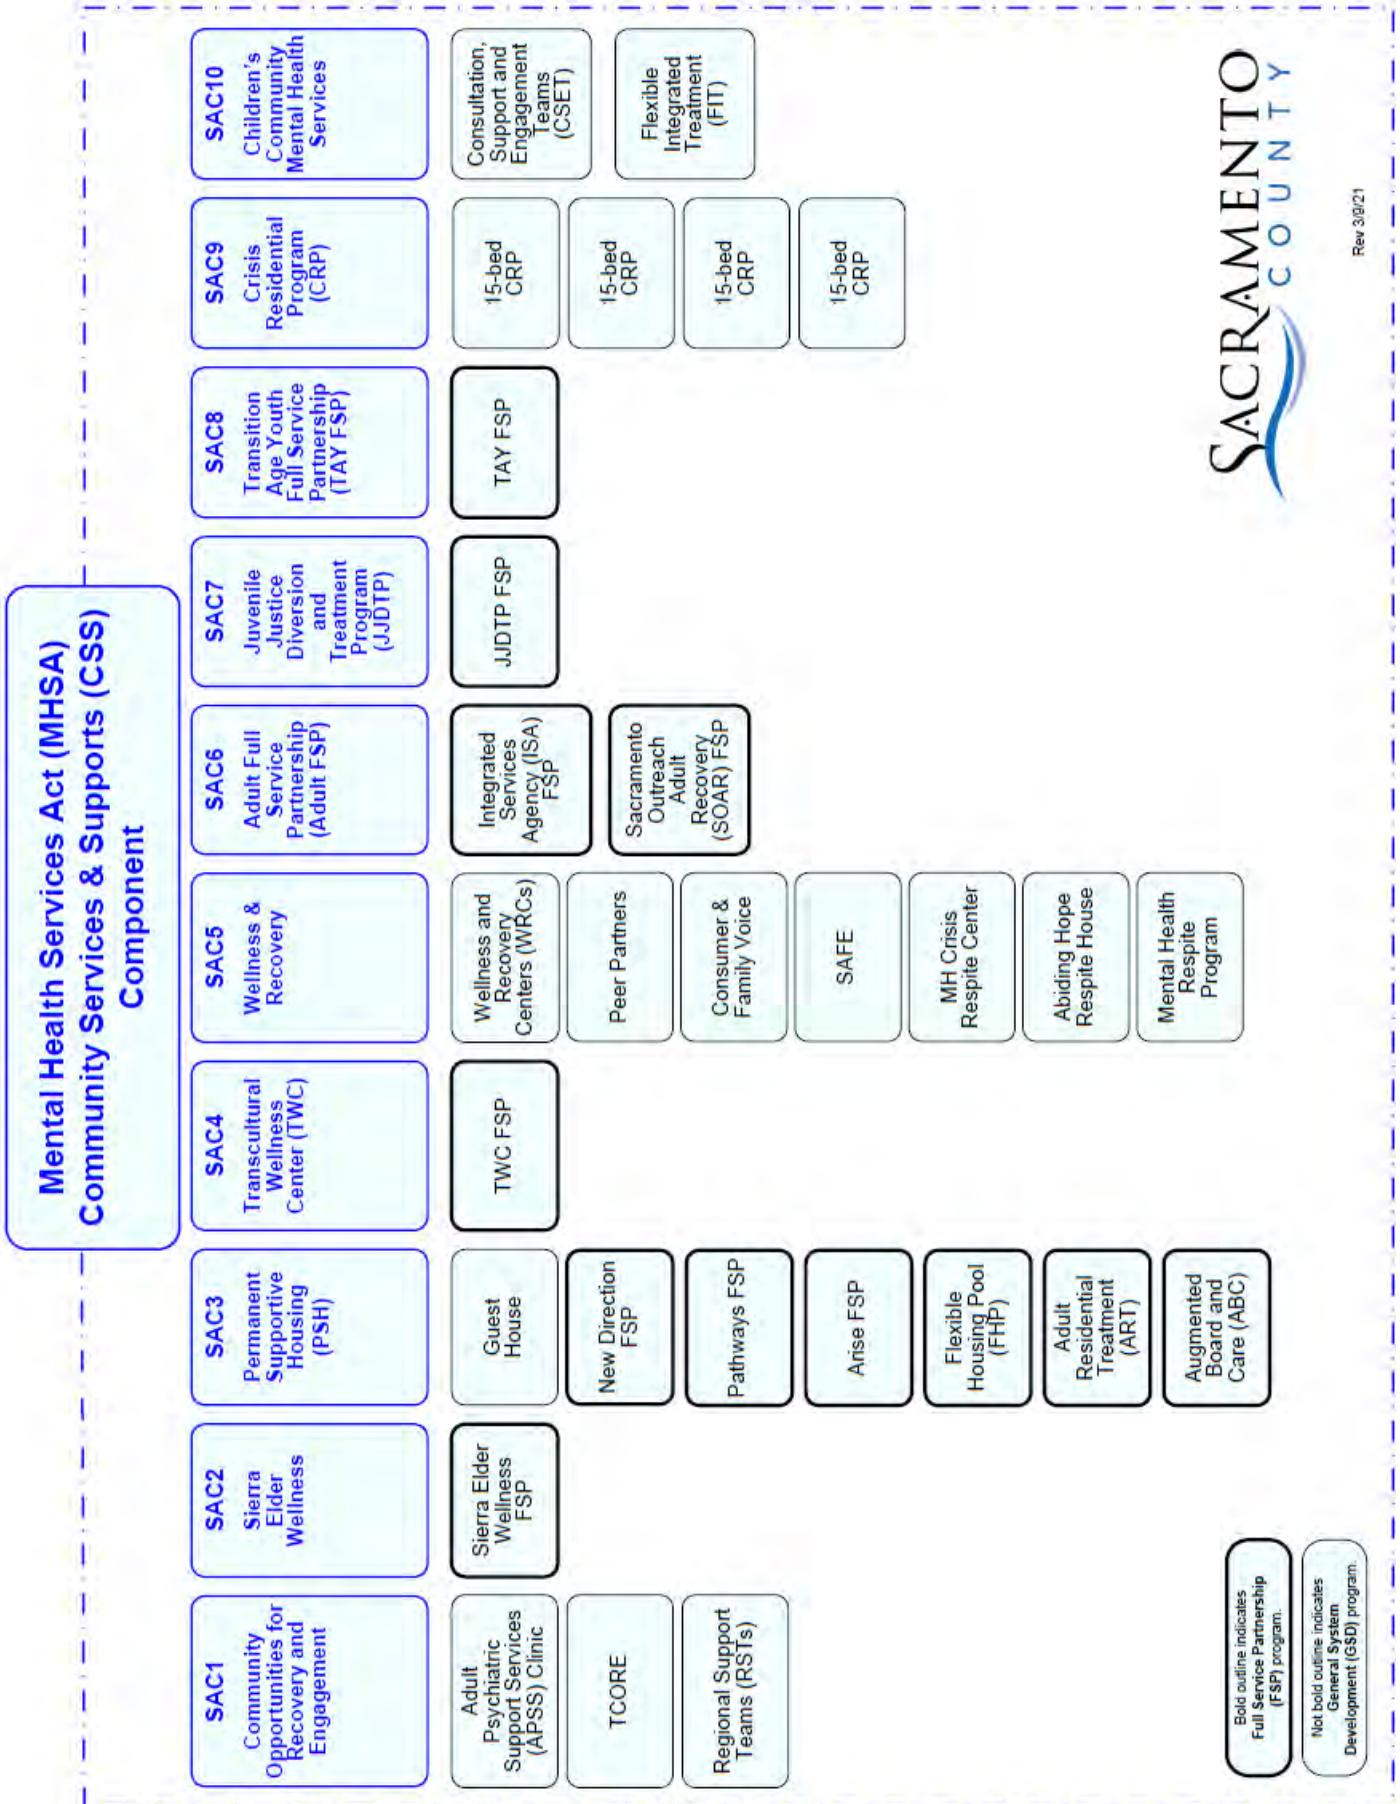 Mental Health Services Act (MHSA)
Community Services & Supports (CSS)
Component
SAC1
Community
Opportunities for
Recovery and
Engagement
Adult
Psychiatric
Support Services
(APSS) Clinic
TCORE
Regional Support
Teams (RSTs)
SAC2
Sierra
Elder
Wellness
Sierra Elder
Wellness
FSP
SAC3
Permanent
Supportive
Housing
(PSH)
Guest
House
New Direction
FSP
Pathways FSP
Arise FSP
Flexible
Housing Pool
(FHP)
Adult
Residential
Treatment
(ART)
Augmented
Board and
Care (ABC)
SAC4
Transcultural
Wellness
Center (TWC)
TWC FSP
SAC5
Wellness &
Recovery
Wellness and
Recovery
Centers (WRCs)
Peer Partners
Consumer &
Family Voice
SAFE
MH Crisis
Respite Center
Abiding Hope
Respite House
Mental Health
Respite
Program
SAC6
Adult Full
Service
Partnership
(Adult FSP)
Integrated
Services
Agency (ISA)
FSP
Sacramento
Outreach
Adult
Recovery
(SOAR) FSP
SAC7
Juvenile
Justice
Diversion
and
Treatment
Program
(JJDTP)
JJDTP FSP
SAC8
Transition
Age Youth
Full Service
Partnership
(TAY FSP)
TAY FSP
SAC9
Crisis
Residential
Program
(CRP)
15-bed
CRP
15-bed
CRP
15-bed
CRP
15-bed
CRP
SAC10
Children's
Community
Mental Health
Services
Consultation,
Support and
Engagement
Teams
(CSET)
Flexible
Integrated
Treatment
(FIT)
Bold outline indicates
Full Service Partnership
(FSP) program.
Not bold outline indicates
General System
Development (GSD) program.
SACRAMENTO
COUNTY
Rev 3/9/21